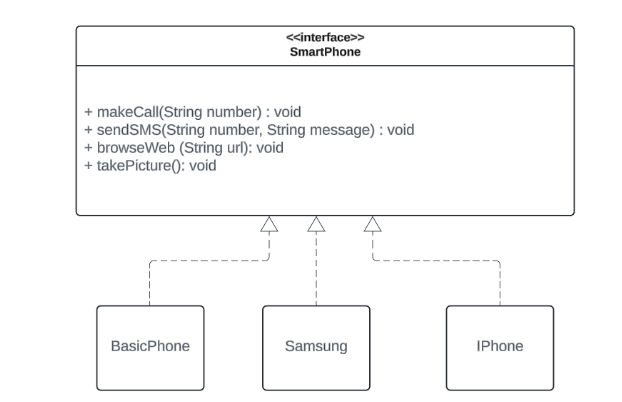 <<interface>>
SmartPhone
+ makeCall(String number) : void
+ sendSMS(String number, String message) : void
+ browseWeb (String url): void
+ takePicture(): void
BasicPhone
Samsung
IPhone